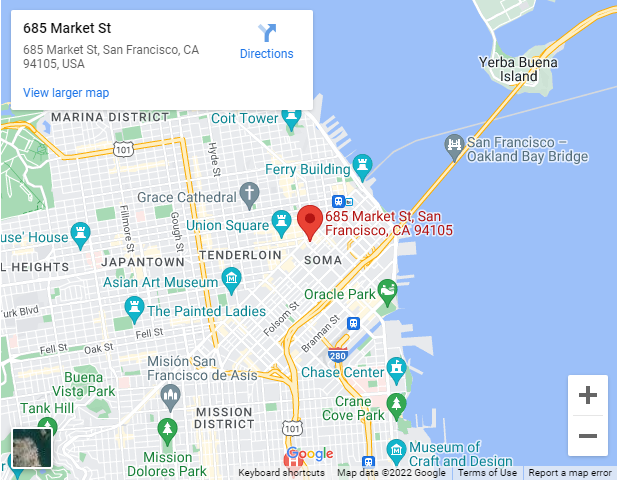 685 Market St
685 Market St, San Francisco, CA
94105, USA
Directions
View larger map
Yerba Buena
Island
MARINA DISTRICT
Coit Tower
101
Hyde St
San Francisco –
Oakland Bay Bridge
Ferry Building
Grace Cathedral
Fillmore St
Gough St
Union Square
685 Market St, San
Francisco, CA 94105
use' House
TENDERLOIN
SOMA
L HEIGHTS
JAPANTOWN
Asian Art Museum
Oracle Park
Turk Blvd
The Painted Ladies
Folsom St
Brannan St
Fell St
Fell St
Oak St
280
Misión San
Francisco de Asís
Chase Center
Buena
Vista Park
Tank Hill
MISSION
DISTRICT
Crane
Cove Park
101
Mission
Dolores Park
Google
Museum of
Craft and Design
Keyboard shortcuts
Map data ©2022 Google
Terms of Use
Report a map error